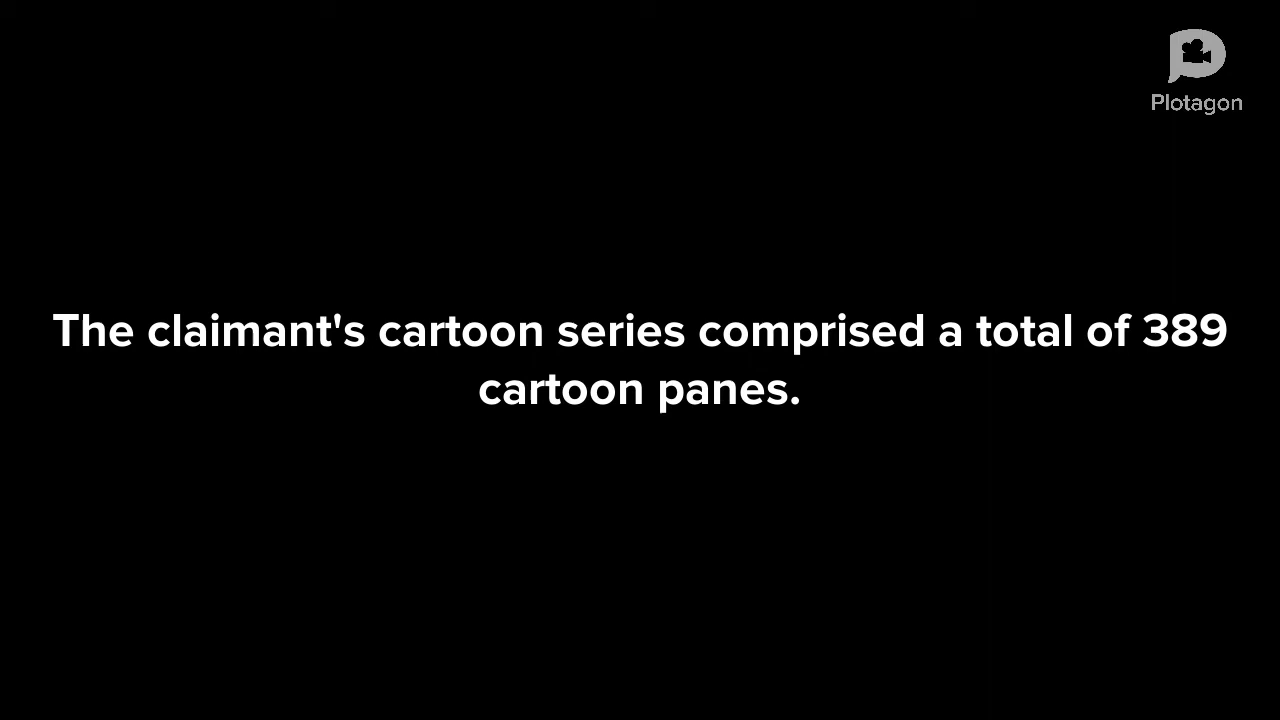 Plotagon
The claimant's cartoon series comprised a total of 389
cartoon panes.